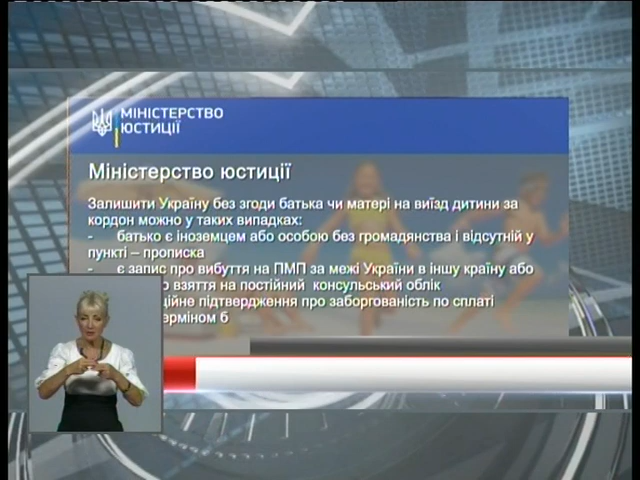 МІНІСТЕРСТВО
ЮСТИЦІЇ
Міністерство юстиції
Залишити Україну без згоди батька чи матері на виїзд дитини за
кордон можно у таких випадках:
- батько є іноземцем або особою без громадянства і відсутній у
пункті – прописка
- є запис про вибуття на ПМП за межі України в іншу країну або
о взяття на постійний консульський облік
ційне підтвердження про заборгованість по сплаті
терміном б